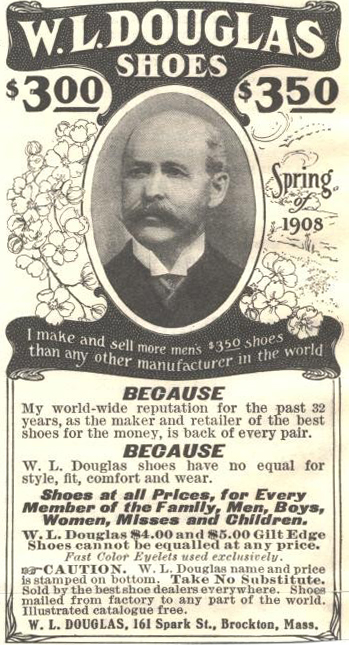 W. L. DOUGLAS
SHOES
$3.00 $3.50
Spring
of
1908
I make and sell more men's $3.50 shoes
than any other manufacturer in the world
BECAUSE
My world-wide reputation for the past 32
years, as the maker and retailer of the best
shoes for the money, is back of every pair.
BECAUSE
W. L. Douglas shoes have no equal for
style, fit, comfort and wear.
Shoes at all Prices, for Every
Member of the Family, Men, Boys,
Women, Misses and Children.
W. L. Douglas $4.00 and $5.00 Gilt Edge
Shoes cannot be equalled at any price.
Fast Color Eyelets used exclusively.
☞CAUTION. W. L. Douglas name and price
is stamped on bottom. Take No Substitute.
Sold by the best shoe dealers everywhere. Shoes
mailed from factory to any part of the world.
Illustrated catalogue free.
W. L. DOUGLAS, 161 Spark St., Brockton, Mass.